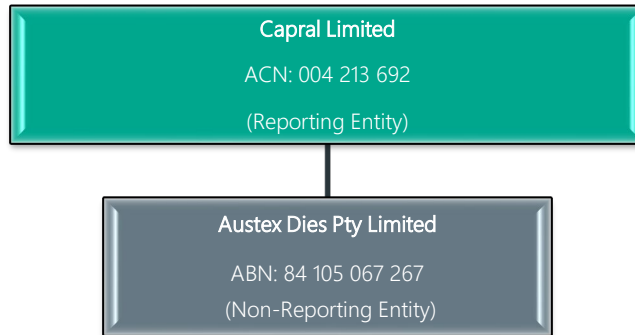 Capral Limited
ACN: 004 213 692
(Reporting Entity)
Austex Dies Pty Limited
ABN: 84 105 067 267
(Non-Reporting Entity)